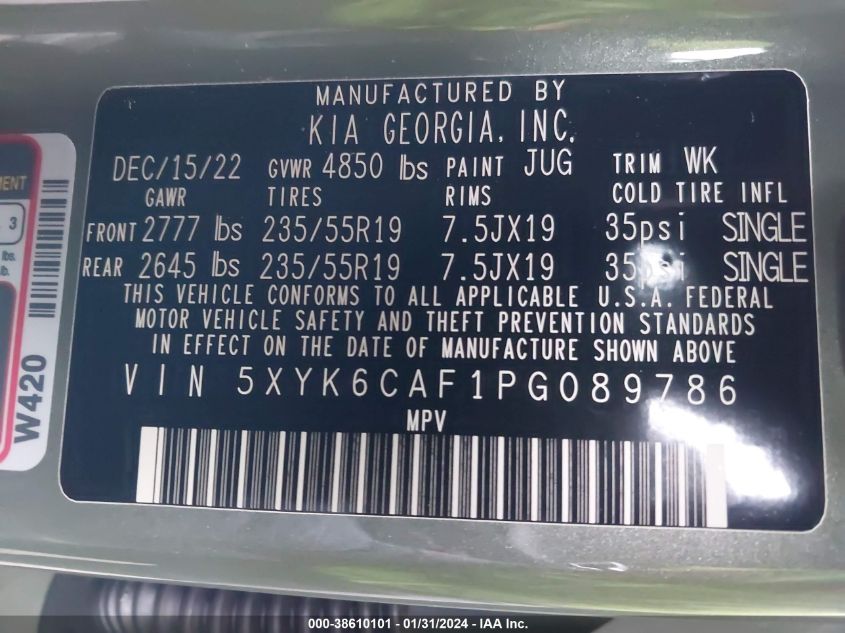 MANUFACTURED BY
KIA GEORGIA, INC.
DEC/15/22 GVWR 4850 lbs PAINT JUG TRIM WK
GAWR TIRES RIMS COLD TIRE INFL
FRONT 2777 lbs 235/55R19 7.5JX19 35psi SINGLE
REAR 2645 lbs 235/55R19 7.5JX19 35psi SINGLE
THIS VEHICLE CONFORMS TO ALL APPLICABLE U.S.A. FEDERAL
MOTOR VEHICLE SAFETY AND THEFT PREVENTION STANDARDS
IN EFFECT ON THE DATE OF MANUFACTURE SHOWN ABOVE
VIN 5XYK6CAF1PG089786
MPV
3
lbs.
W420
000-38610101 - 01/31/2024 - IAA Inc.